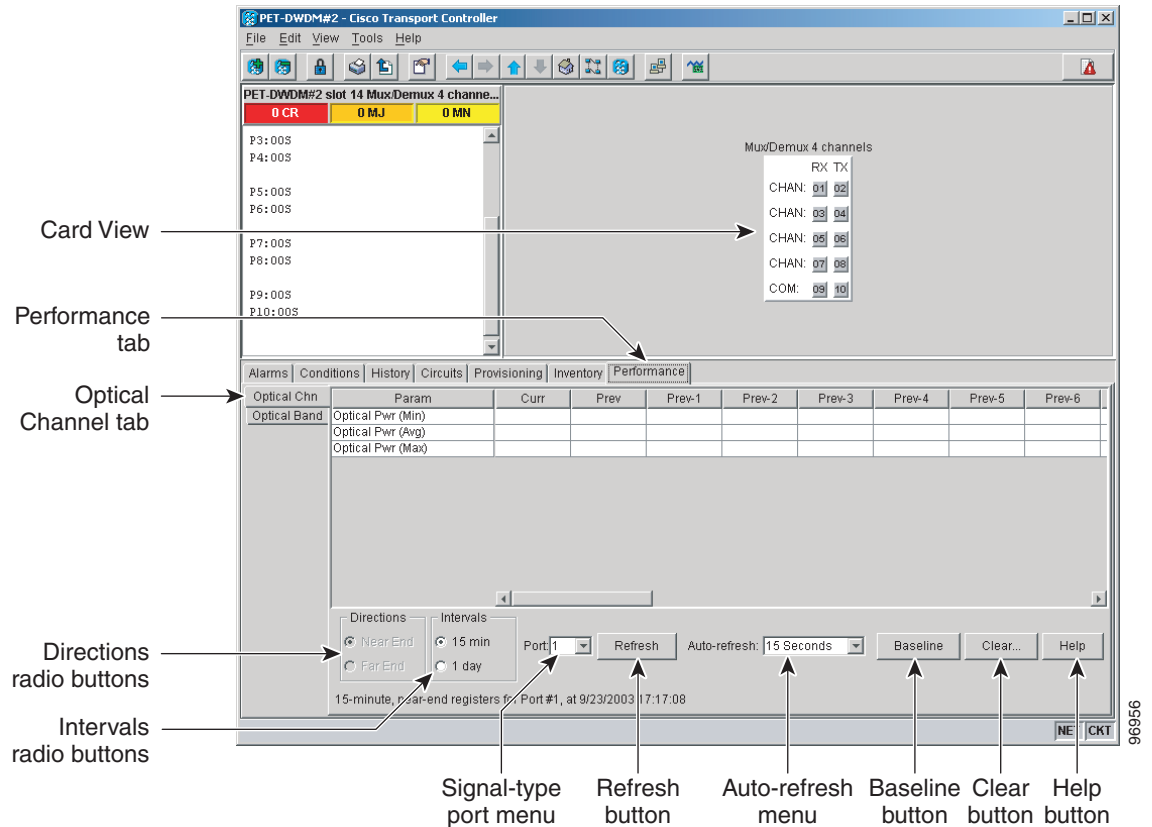 PET-DWDM#2 - Cisco Transport Controller
File Edit View Tools Help
PET-DWDM#2 slot 14 Mux/Demux 4 channe...
0 CR 0 MJ 0 MN
P3:OOS
P4:OOS
P5:OOS
P6:OOS
P7:OOS
P8:OOS
P9:OOS
P10:OOS
Mux/Demux 4 channels
RX TX
CHAN: 01 02
CHAN: 03 04
CHAN: 05 06
CHAN: 07 08
COM: 09 10
Card View
Performance
tab
Optical
Channel tab
Alarms Conditions History Circuits Provisioning Inventory Performance
Optical Chn
Optical Band
Param Curr Prev Prev-1 Prev-2 Prev-3 Prev-4 Prev-5 Prev-6
Optical Pwr (Min)
Optical Pwr (Avg)
Optical Pwr (Max)
Directions Intervals
Near End 15 min
Far End 1 day
Port: 1 Refresh Auto-refresh: 15 Seconds Baseline Clear... Help
15-minute, near-end registers for Port #1, at 9/23/2003 17:17:08
NET CKT
Directions
radio buttons
Intervals
radio buttons
Signal-type
port menu
Refresh
button
Auto-refresh
menu
Baseline
button
Clear
button
Help
button
96956